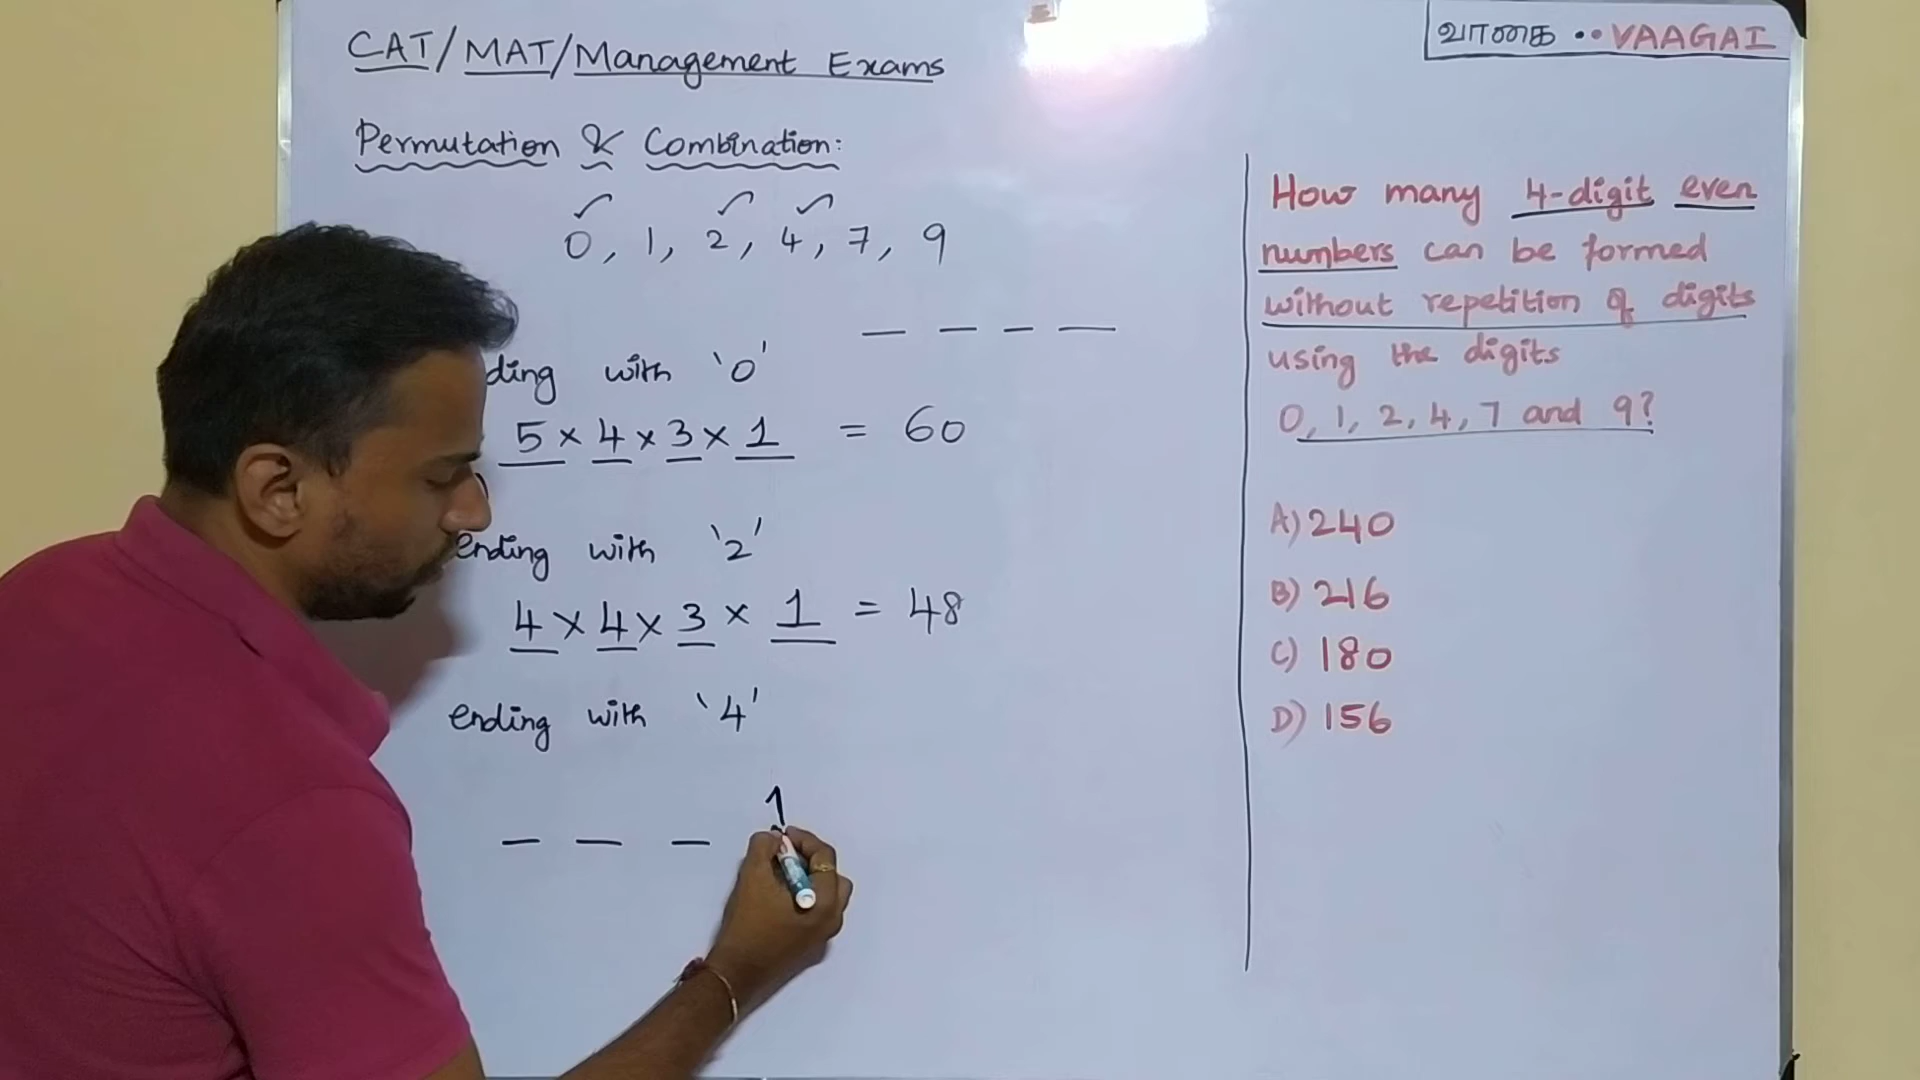 CAT/MAT/Management Exams
வாகை ..VAAGAI
Permutation & Combination:
0, 1, 2, 4, 7, 9
ding with '0'
5 × 4 × 3 × 1 = 60
ending with '2'
4 × 4 × 3 × 1 = 48
ending with '4'
1
How many 4-digit even
numbers can be formed
without repetition of digits
using the digits
0, 1, 2, 4, 7 and 9?
A) 240
B) 216
C) 180
D) 156